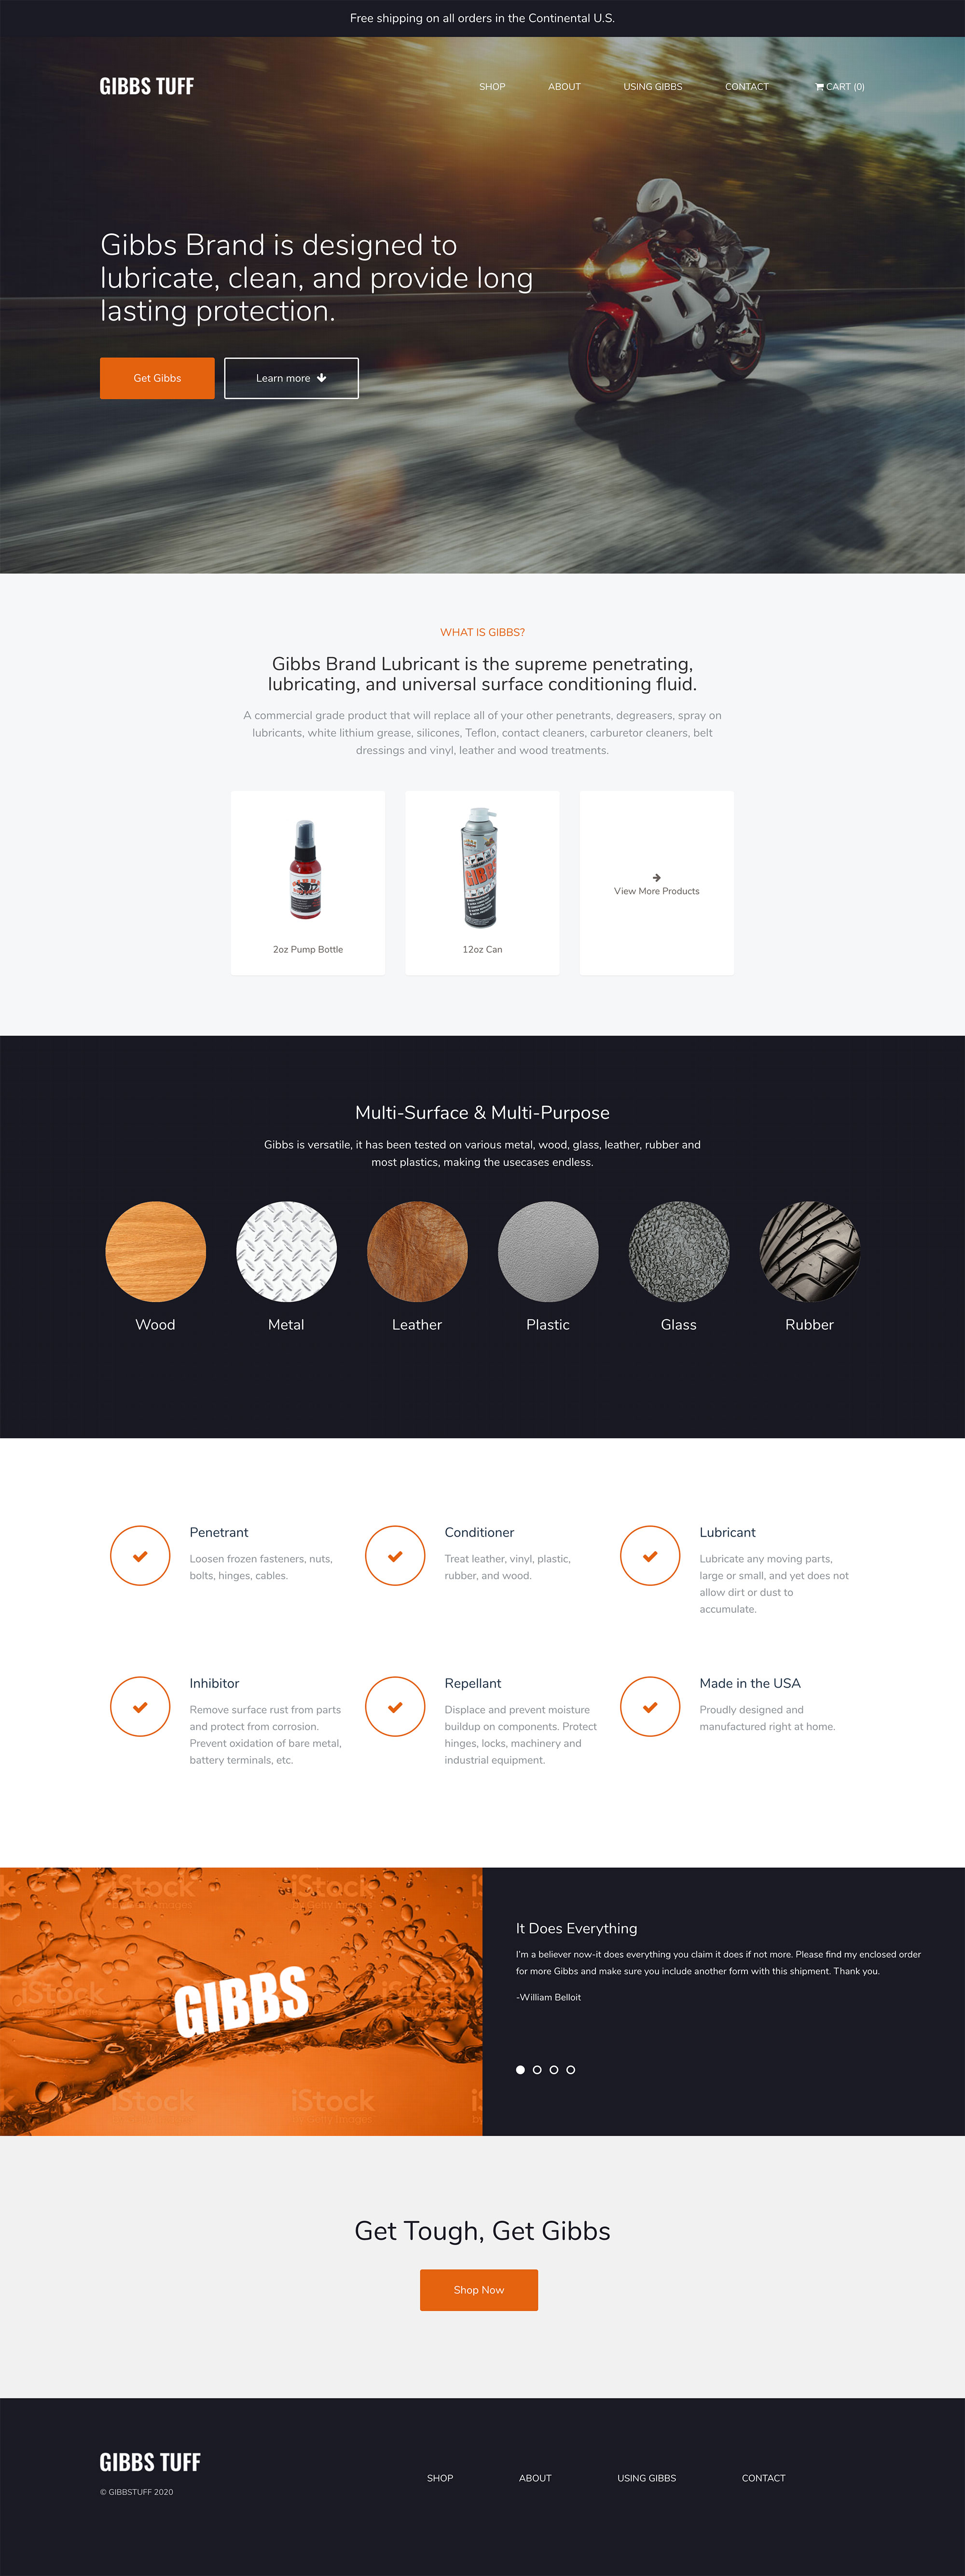 Free shipping on all orders in the Continental U.S.
GIBBS TUFF
SHOP
ABOUT
USING GIBBS
CONTACT
CART (0)
Gibbs Brand is designed to
lubricate, clean, and provide long
lasting protection.
Get Gibbs
Learn more
WHAT IS GIBBS?
Gibbs Brand Lubricant is the supreme penetrating,
lubricating, and universal surface conditioning fluid.
A commercial grade product that will replace all of your other penetrants, degreasers, spray on
lubricants, white lithium grease, silicones, Teflon, contact cleaners, carburetor cleaners, belt
dressings and vinyl, leather and wood treatments.
GIBBS
2oz Pump Bottle
12oz Can
View More Products
Multi-Surface & Multi-Purpose
Gibbs is versatile, it has been tested on various metal, wood, glass, leather, rubber and
most plastics, making the usecases endless.
Wood
Metal
Leather
Plastic
Glass
Rubber
Penetrant
Loosen frozen fasteners, nuts,
bolts, hinges, cables.
Conditioner
Treat leather, vinyl, plastic,
rubber, and wood.
Lubricant
Lubricate any moving parts,
large or small, and yet does not
allow dirt or dust to
accumulate.
Inhibitor
Remove surface rust from parts
and protect from corrosion.
Prevent oxidation of bare metal,
battery terminals, etc.
Repellant
Displace and prevent moisture
buildup on components. Protect
hinges, locks, machinery and
industrial equipment.
Made in the USA
Proudly designed and
manufactured right at home.
iStock
iStock
iStock
GIBBS
iStock
iStock
It Does Everything
I'm a believer now-it does everything you claim it does if not more. Please find my enclosed order
for more Gibbs and make sure you include another form with this shipment. Thank you.
-William Belloit
Get Tough, Get Gibbs
Shop Now
GIBBS TUFF
© GIBBSTUFF 2020
SHOP
ABOUT
USING GIBBS
CONTACT